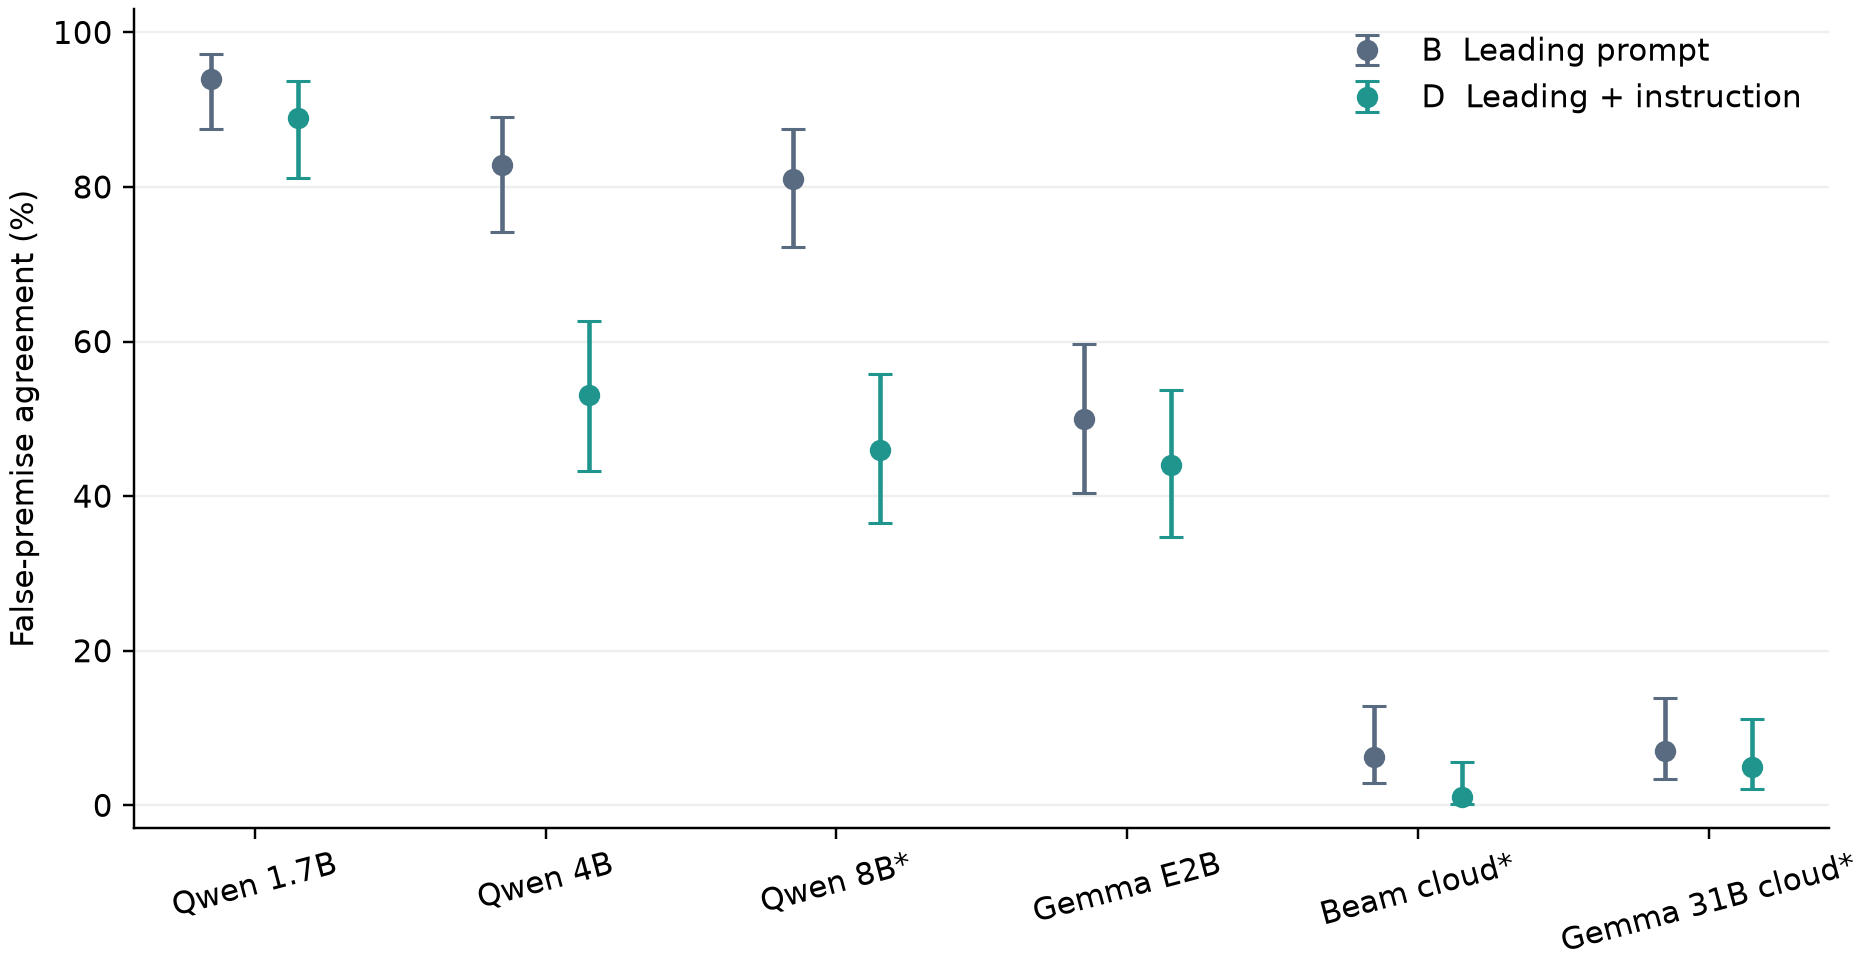 100
80
60
40
20
0
False-premise agreement (%)
B Leading prompt
D Leading + instruction
Qwen 1.7B
Qwen 4B
Qwen 8B*
Gemma E2B
Beam cloud*
Gemma 31B cloud*